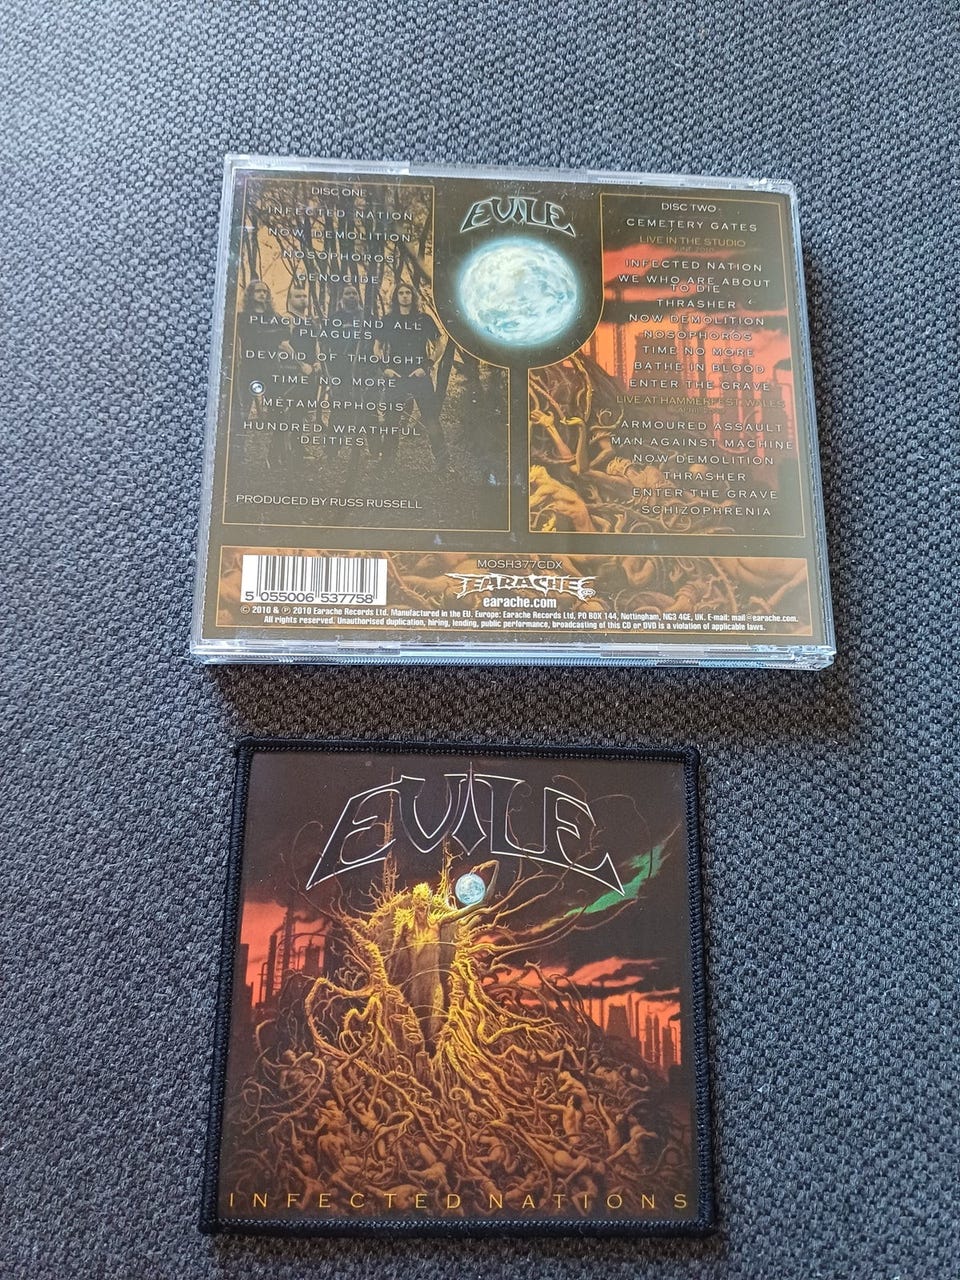 DISC ONE
INFECTED NATION
NOW DEMOLITION
NOSOPHOROS
GENOCIDE
PLAGUE TO END ALL
PLAGUES
DEVOID OF THOUGHT
TIME NO MORE
METAMORPHOSIS
HUNDRED WRATHFUL
DEITIES
PRODUCED BY RUSS RUSSELL
EVILE
DISC TWO
CEMETERY GATES
LIVE IN THE STUDIO
INFECTED NATION
WE WHO ARE ABOUT
TO DIE
THRASHER
NOW DEMOLITION
NOSOPHOROS
TIME NO MORE
BATHE IN BLOOD
ENTER THE GRAVE
LIVE AT HAMMERFEST, WALES
ARMOURED ASSAULT
MAN AGAINST MACHINE
NOW DEMOLITION
THRASHER
ENTER THE GRAVE
SCHIZOPHRENIA
5 055006 537758
MOSH377CDX
EARACHE
earache.com
© 2010 & ℗ 2010 Earache Records Ltd. Manufactured in the EU. Europe: Earache Records Ltd, PO BOX 144, Nottingham, NG3 4GE, UK. E-mail: mail@earache.com.
All rights reserved. Unauthorised duplication, hiring, lending, public performance, broadcasting of this CD or DVD is a violation of applicable laws.
EVILE
INFECTED NATIONS